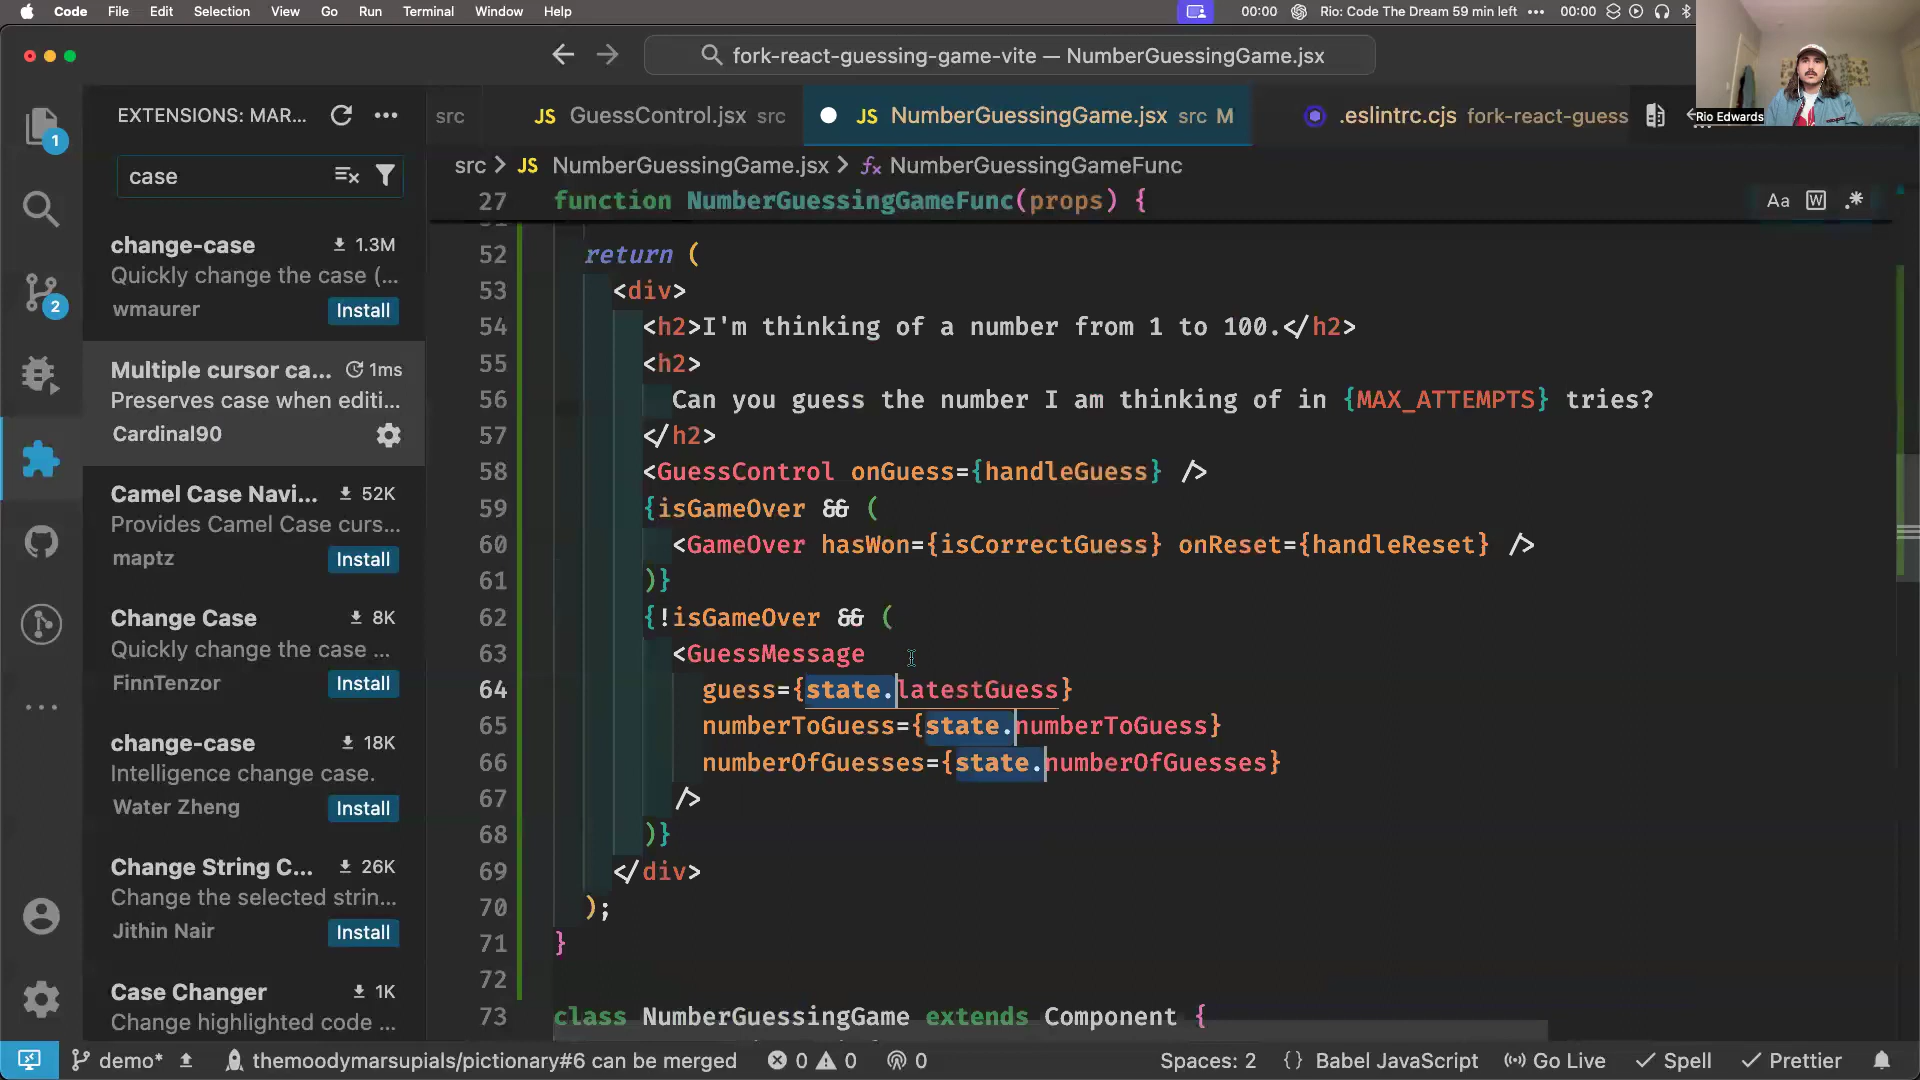 Code File Edit Selection View Go Run Terminal Window Help
00:00 Rio: Code The Dream 59 min left 00:00
fork-react-guessing-game-vite — NumberGuessingGame.jsx
Rio Edwards
EXTENSIONS: MAR...
src
JS GuessControl.jsx src
JS NumberGuessingGame.jsx src M
.eslintrc.cjs fork-react-guess
src > JS NumberGuessingGame.jsx > NumberGuessingGameFunc
1
2
case
change-case 1.3M
Quickly change the case (...
wmaurer Install
Multiple cursor ca... 1ms
Preserves case when editi...
Cardinal90
Camel Case Navi... 52K
Provides Camel Case curs...
maptz Install
Change Case 8K
Quickly change the case ...
FinnTenzor Install
change-case 18K
Intelligence change case.
Water Zheng Install
Change String C... 26K
Change the selected strin...
Jithin Nair Install
Case Changer 1K
Change highlighted code ...
Aa W .*
27 function NumberGuessingGameFunc(props) {
52 return (
53 <div>
54 <h2>I'm thinking of a number from 1 to 100.</h2>
55 <h2>
56 Can you guess the number I am thinking of in {MAX_ATTEMPTS} tries?
57 </h2>
58 <GuessControl onGuess={handleGuess} />
59 {isGameOver && (
60 <GameOver hasWon={isCorrectGuess} onReset={handleReset} />
61 )}
62 {!isGameOver && (
63 <GuessMessage
64 guess={state.latestGuess}
65 numberToGuess={state.numberToGuess}
66 numberOfGuesses={state.numberOfGuesses}
67 />
68 )}
69 </div>
70 );
71 }
72
73 class NumberGuessingGame extends Component {
demo* themoodymarsupials/pictionary#6 can be merged 0 0 0 Spaces: 2 {} Babel JavaScript Go Live Spell Prettier